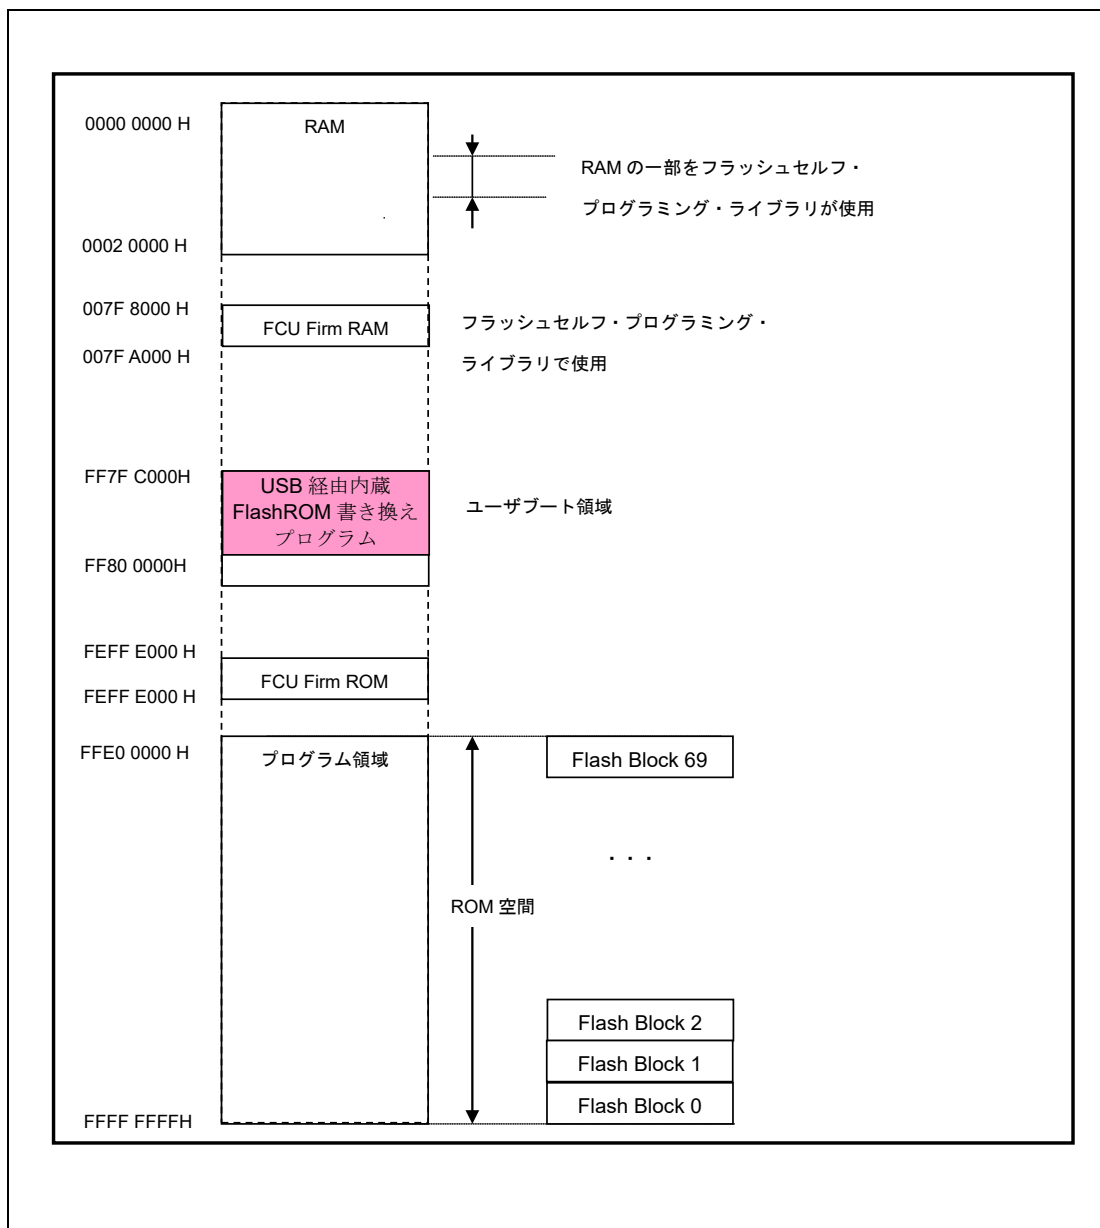 0000 0000 H
RAM
RAM の一部をフラッシュセルフ・
プログラミング・ライブラリが使用
0002 0000 H
007F 8000 H
FCU Firm RAM
007F A000 H
フラッシュセルフ・プログラミング・
ライブラリで使用
FF7F C000H
USB 経由内蔵
FlashROM 書き換え
プログラム
ユーザブート領域
FF80 0000H
FEFF E000 H
FCU Firm ROM
FEFF E000 H
FFE0 0000 H
プログラム領域
Flash Block 69
・・・
ROM 空間
Flash Block 2
Flash Block 1
Flash Block 0
FFFF FFFFH